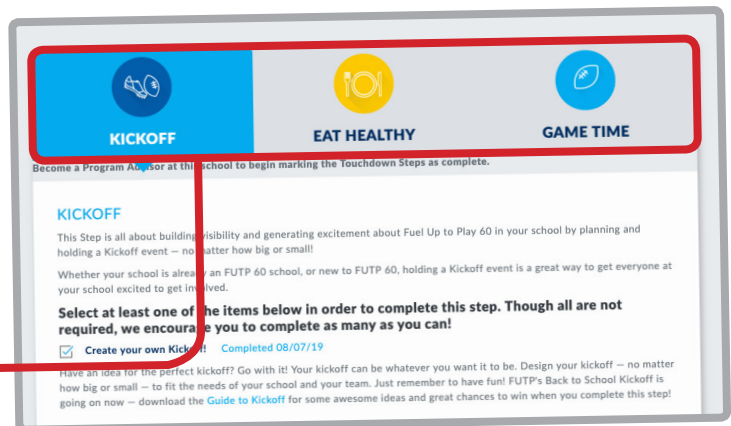 KICKOFF
EAT HEALTHY
GAME TIME
Become a Program Advisor at this school to begin marking the Touchdown Steps as complete.
KICKOFF
This Step is all about building visibility and generating excitement about Fuel Up to Play 60 in your school by planning and
holding a Kickoff event — no matter how big or small!
Whether your school is already an FUTP 60 school, or new to FUTP 60, holding a Kickoff event is a great way to get everyone at
your school excited to get involved.
Select at least one of the items below in order to complete this step. Though all are not
required, we encourage you to complete as many as you can!
Create your own Kickoff! Completed 08/07/19
Have an idea for the perfect kickoff? Go with it! Your kickoff can be whatever you want it to be. Design your kickoff — no matter
how big or small — to fit the needs of your school and your team. Just remember to have fun! FUTP's Back to School Kickoff is
going on now — download the Guide to Kickoff for some awesome ideas and great chances to win when you complete this step!